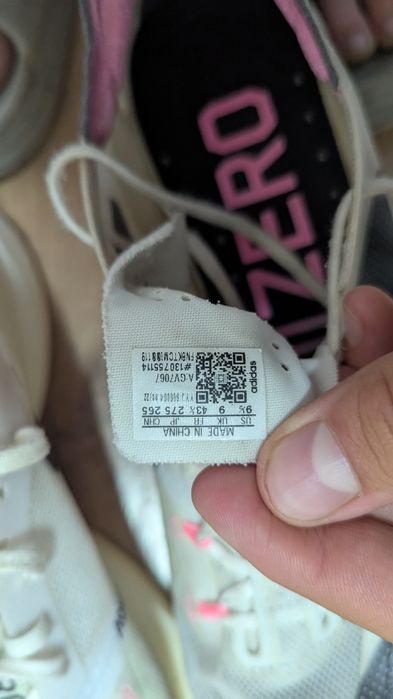 IZERO
MADE IN CHINA
US UK FR JP CHN
9½ 9 43⅓ 275 265
A.GV7067
#130755114
adidas